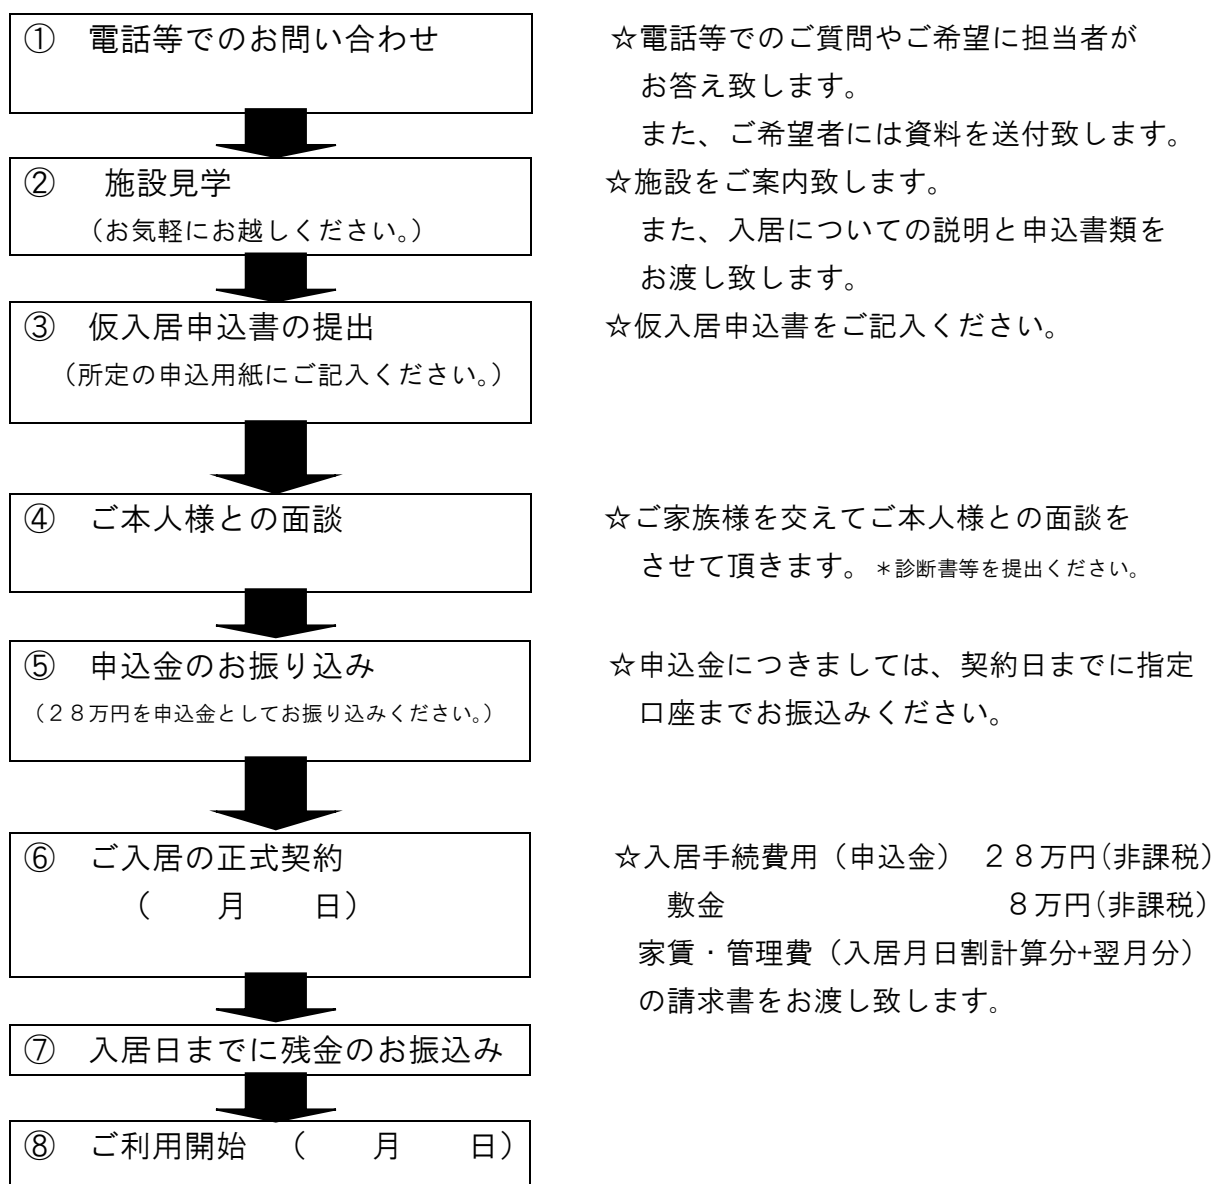 ① 電話等でのお問い合わせ
☆電話等でのご質問やご希望に担当者が
お答え致します。
また、ご希望者には資料を送付致します。
② 施設見学
(お気軽にお越しください。)
☆施設をご案内致します。
また、入居についての説明と申込書類を
お渡し致します。
③ 仮入居申込書の提出
(所定の申込用紙にご記入ください。)
☆仮入居申込書をご記入ください。
④ ご本人様との面談
☆ご家族様を交えてご本人様との面談を
させて頂きます。 *診断書等を提出ください。
⑤ 申込金のお振り込み
(28万円を申込金としてお振り込みください。)
☆申込金につきましては、契約日までに指定
口座までお振込みください。
⑥ ご入居の正式契約
( 月 日)
☆入居手続費用(申込金) 28万円(非課税)
敷金 8万円(非課税)
家賃・管理費(入居月日割計算分+翌月分)
の請求書をお渡し致します。
⑦ 入居日までに残金のお振込み
⑧ ご利用開始 ( 月 日)